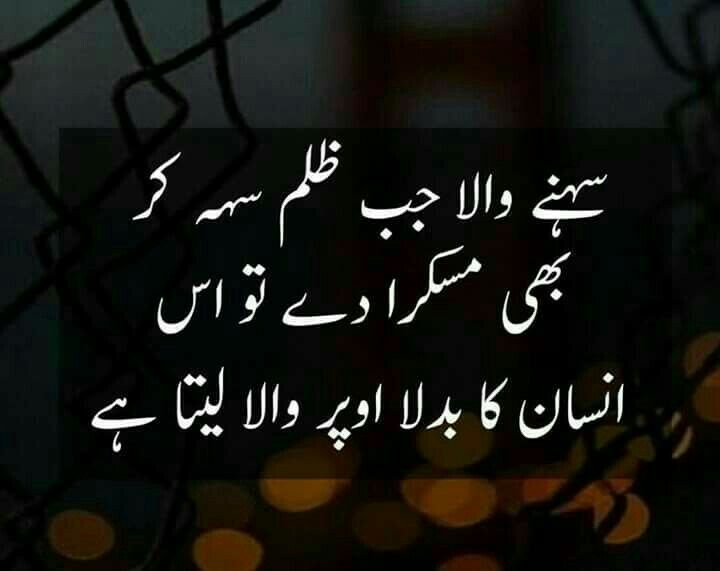 سہنے والا جب ظلم سہہ کر
بھی مسکرا دے تو اس
انسان کا بدلا اوپر والا لیتا ہے